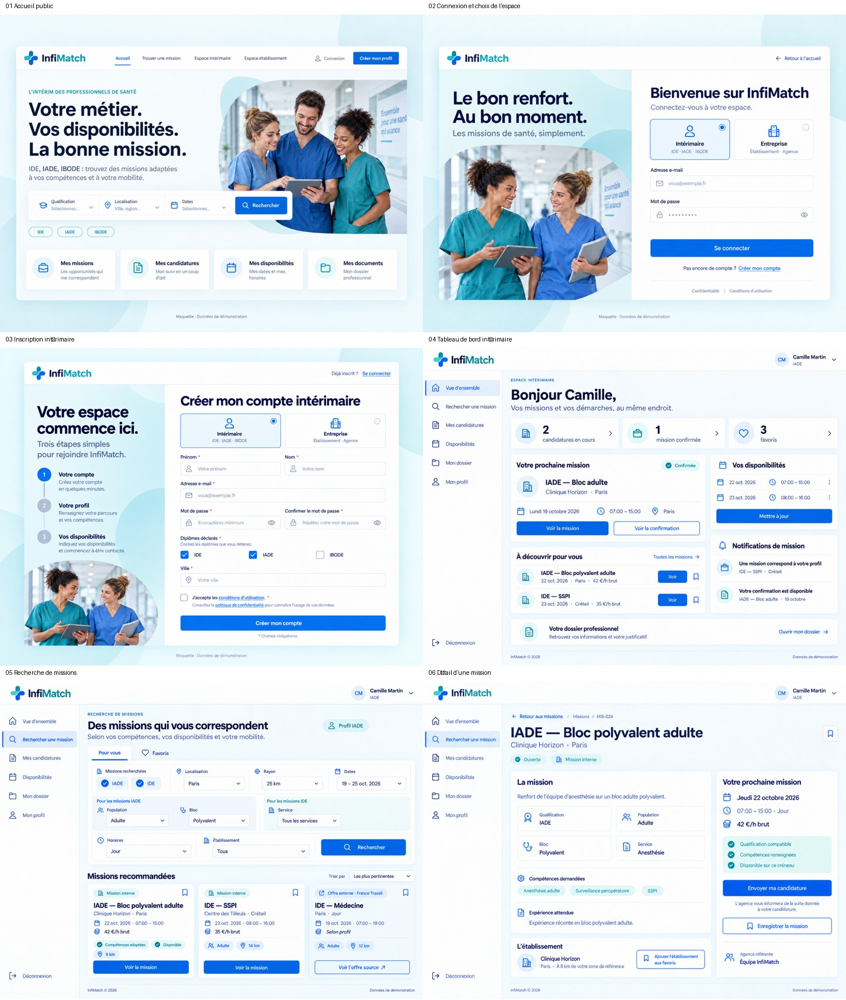 01 Accueil public
InfiMatch
Accueil
Trouver une mission
Espace intérimaire
Espace établissement
Connexion
Créer mon profil
L'INTÉRIM DES PROFESSIONNELS DE SANTÉ
Votre métier.
Vos disponibilités.
La bonne mission.
IDE, IADE, IBODE : trouvez des missions adaptées
à vos compétences et à votre mobilité.
Ensemble
pour une santé
qui avance
Qualification
Sélectionnez...
Localisation
Ville, région...
Dates
Sélectionnez...
Rechercher
IDE
IADE
IBODE
Mes missions
Les opportunités qui
me correspondent
Mes candidatures
Mon suivi en un coup
d'œil
Mes disponibilités
Mes dates et mes
horaires
Mes documents
Mon dossier
professionnel
Maquette · Données de démonstration
02 Connexion et choix de l'espace
InfiMatch
Retour à l'accueil
Le bon renfort.
Au bon moment.
Les missions de santé, simplement.
Ensemble
pour une santé
qui avance
Bienvenue sur InfiMatch
Connectez-vous à votre espace.
Intérimaire
IDE · IADE · IBODE
Entreprise
Établissement · Agence
Adresse e-mail
vous@exemple.fr
Mot de passe
•••••••••
Se connecter
Pas encore de compte ? Créer mon compte
Confidentialité | Conditions d'utilisation
Maquette · Données de démonstration
03 Inscription int□rimaire
InfiMatch
Déjà inscrit ? Se connecter
Votre espace
commence ici.
Trois étapes simples
pour rejoindre InfiMatch.
1
Votre compte
Créez votre compte
en quelques minutes.
2
Votre profil
Renseignez votre parcours
et vos compétences.
3
Vos disponibilités
Indiquez vos disponibilités
et commencez à être contacté.
Créer mon compte intérimaire
Intérimaire
IDE · IADE · IBODE
Entreprise
Établissement · Agence
Prénom *
Votre prénom
Nom *
Votre nom
Adresse e-mail *
vous@exemple.fr
Mot de passe *
8 caractères minimum
Confirmer le mot de passe *
Répétez votre mot de passe
Diplômes déclarés *
Cochez les diplômes que vous détenez.
IDE
IADE
IBODE
Ville *
Votre ville
J'accepte les conditions d'utilisation. *
Consultez la politique de confidentialité pour connaître l'usage de vos données.
Créer mon compte
* Champs obligatoires
Maquette · Données de démonstration
04 Tableau de bord int□rimaire
InfiMatch
CM
Camille Martin
IADE
Vue d'ensemble
Rechercher une mission
Mes candidatures
Disponibilités
Mon dossier
Mon profil
Déconnexion
ESPACE INTÉRIMAIRE
Bonjour Camille,
Vos missions et vos démarches, au même endroit.
2
candidatures en cours
1
mission confirmée
3
favoris
Votre prochaine mission
Confirmée
IADE — Bloc adulte
Clinique Horizon · Paris
Lundi 19 octobre 2026
07:00 – 15:00
Paris
Voir la mission
Voir la confirmation
Vos disponibilités
22 oct. 2026
07:00 – 15:00
23 oct. 2026
08:00 – 16:00
Mettre à jour
À découvrir pour vous
Toutes les missions →
IADE — Bloc polyvalent adulte
22 oct. 2026 · Paris · 42 €/h brut
Voir
IDE — SSPI
23 oct. 2026 · Créteil · 35 €/h brut
Voir
Notifications de mission
Une mission correspond à votre profil
IDE — SSPI · Créteil
Votre confirmation est disponible
IADE — Bloc adulte · 19 octobre
Votre dossier professionnel
Retrouvez vos informations et votre justificatif.
Ouvrir mon dossier →
InfiMatch © 2026
Données de démonstration
05 Recherche de missions
InfiMatch
CM
Camille Martin
IADE
Vue d'ensemble
Rechercher une mission
Mes candidatures
Disponibilités
Mon dossier
Mon profil
Déconnexion
RECHERCHE DE MISSIONS
Des missions qui vous correspondent
Selon vos compétences, vos disponibilités et votre mobilité.
Profil IADE
Pour vous
Favoris
Missions recherchées
IADE
IDE
Localisation
Paris
Rayon
25 km
Dates
19 – 25 oct. 2026
Pour les missions IADE
Population
Adulte
Bloc
Polyvalent
Pour les missions IDE
Service
Tous les services
Horaires
Jour
Établissement
Tous
Rechercher
Missions recommandées
Trier par
Les plus pertinentes
Mission interne
IADE — Bloc polyvalent adulte
Clinique Horizon · Paris
22 oct. 2026 · 07:00 – 15:00
42 €/h brut
Compétences adaptées
Disponible
8 km
Voir la mission
Mission interne
IDE — SSPI
Centre des Tilleuls · Créteil
23 oct. 2026 · 08:00 – 16:00
35 €/h brut
Adulte
14 km
Voir la mission
Offre externe · France Travail
IDE — Médecine
Paris · Jour
19 oct. 2026 · 07:00 – 19:00
Selon profil
Adulte
12 km
Voir l'offre source ↗
InfiMatch © 2026
Données de démonstration
06 D□tail d'une mission
InfiMatch
CM
Camille Martin
IADE
Vue d'ensemble
Rechercher une mission
Mes candidatures
Disponibilités
Mon dossier
Mon profil
Déconnexion
← Retour aux missions / Missions / MIS-024
IADE — Bloc polyvalent adulte
Clinique Horizon · Paris
Ouverte
Mission interne
La mission
Renfort de l'équipe d'anesthésie sur un bloc adulte polyvalent.
Qualification
IADE
Population
Adulte
Bloc
Polyvalent
Service
Anesthésie
Compétences demandées
Anesthésie adulte
Surveillance peropératoire
SSPI
Expérience attendue
Expérience récente en bloc polyvalent adulte.
L'établissement
Clinique Horizon
Paris · À 8 km de votre zone de référence
Ajouter l'établissement
aux favoris
Votre prochaine mission
Jeudi 22 octobre 2026
07:00 – 15:00 · Jour
42 €/h brut
Qualification compatible
Compétences renseignées
Disponible sur ce créneau
Envoyer ma candidature
L'agence vous informera de la suite donnée
à votre candidature.
Enregistrer la mission
Agence référente
Équipe InfiMatch
InfiMatch © 2026
Données de démonstration